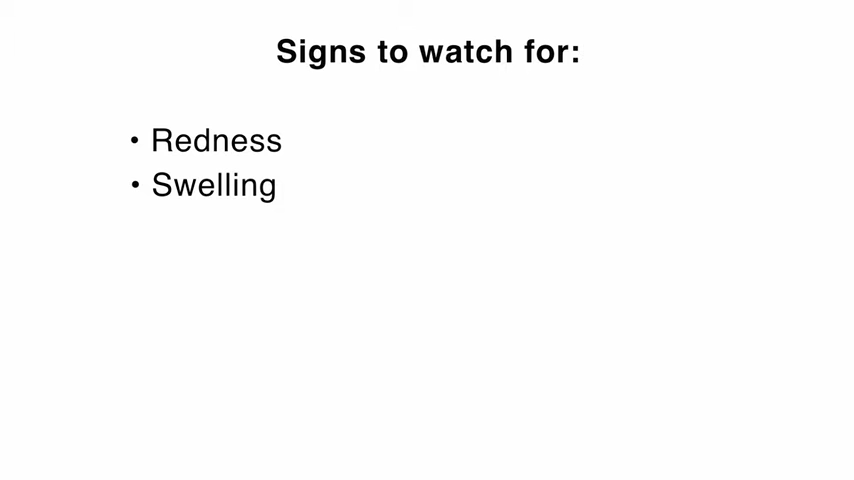 Signs to watch for:
• Redness
• Swelling